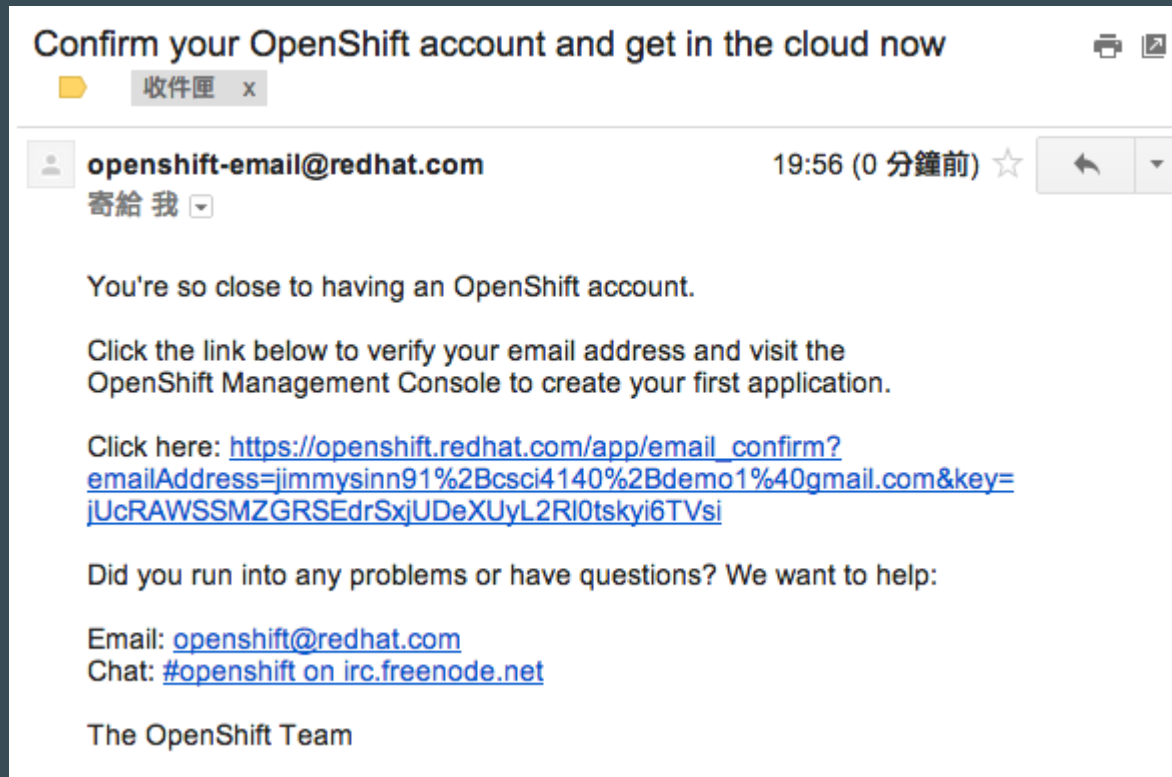 Confirm your OpenShift account and get in the cloud now
收件匣 x
openshift-email@redhat.com 19:56 (0 分鐘前)
寄給 我
You're so close to having an OpenShift account.
Click the link below to verify your email address and visit the
OpenShift Management Console to create your first application.
Click here: https://openshift.redhat.com/app/email_confirm?
emailAddress=jimmysinn91%2Bcsci4140%2Bdemo1%40gmail.com&key=
jUcRAWSSMZGRSEdrSxjUDeXUyL2Rl0tskyi6TVsi
Did you run into any problems or have questions? We want to help:
Email: openshift@redhat.com
Chat: #openshift on irc.freenode.net
The OpenShift Team